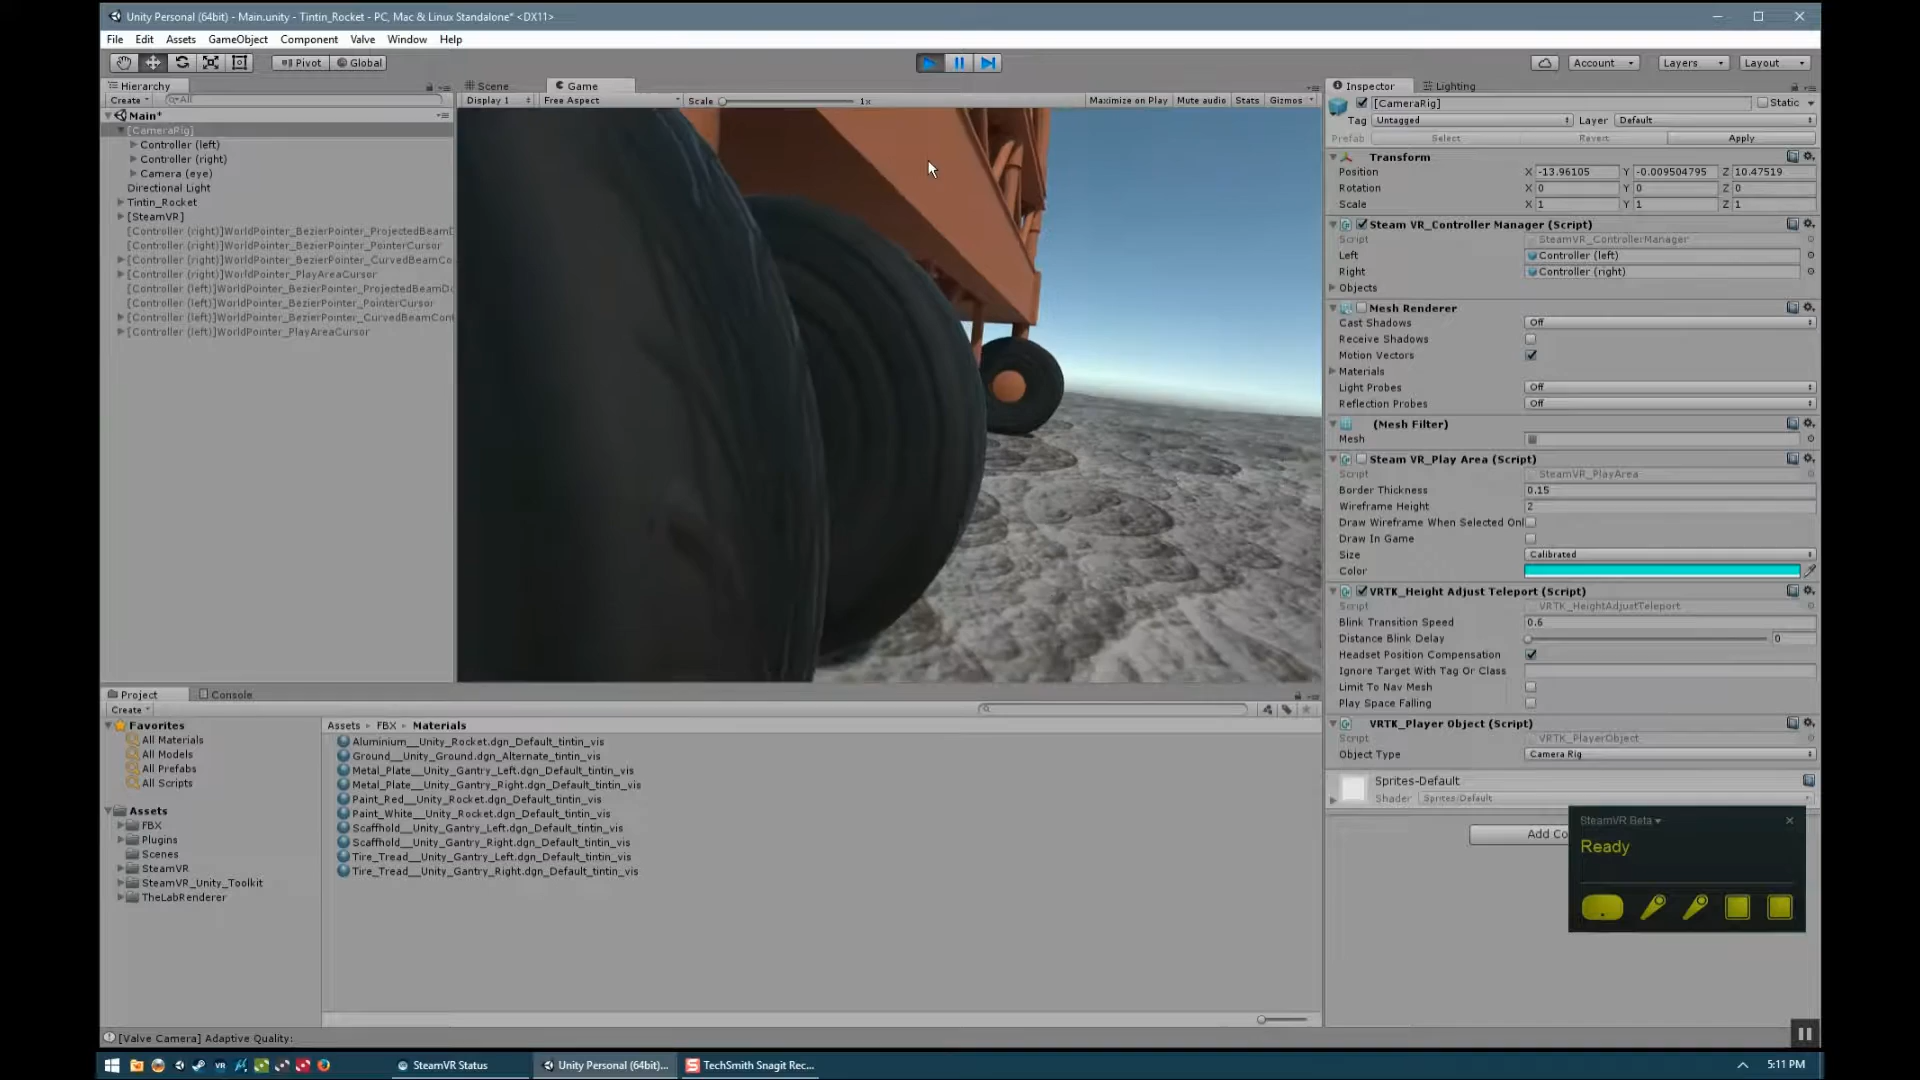 Unity Personal (64bit) - Main.unity - Tintin_Rocket - PC, Mac & Linux Standalone* <DX11>
File Edit Assets GameObject Component Valve Window Help
Pivot Global Account Layers Layout
Hierarchy
Create All
Main*
[CameraRig]
Controller (left)
Controller (right)
Camera (eye)
Directional Light
Tintin_Rocket
[SteamVR]
[Controller (right)]WorldPointer_BezierPointer_ProjectedBeam
[Controller (right)]WorldPointer_BezierPointer_PointerCursor
[Controller (right)]WorldPointer_BezierPointer_CurvedBeamCo
[Controller (right)]WorldPointer_PlayAreaCursor
[Controller (left)]WorldPointer_BezierPointer_ProjectedBeam
[Controller (left)]WorldPointer_BezierPointer_PointerCursor
[Controller (left)]WorldPointer_BezierPointer_CurvedBeamCon
[Controller (left)]WorldPointer_PlayAreaCursor
Scene Game
Display 1 Free Aspect Scale 1x Maximize on Play Mute audio Stats Gizmos
Inspector Lighting
[CameraRig] Static
Tag Untagged Layer Default
Prefab Select Revert Apply
Transform
Position X -13.96105 Y -0.009504795 Z 10.47519
Rotation X 0 Y 0 Z 0
Scale X 1 Y 1 Z 1
Steam VR_Controller Manager (Script)
Script SteamVR_ControllerManager
Left Controller (left)
Right Controller (right)
Objects
Mesh Renderer
Cast Shadows Off
Receive Shadows
Motion Vectors
Materials
Light Probes Off
Reflection Probes Off
(Mesh Filter)
Mesh
Steam VR_Play Area (Script)
Script SteamVR_PlayArea
Border Thickness 0.15
Wireframe Height 2
Draw Wireframe When Selected Onl
Draw In Game
Size Calibrated
Color
VRTK_Height Adjust Teleport (Script)
Script VRTK_HeightAdjustTeleport
Blink Transition Speed 0.6
Distance Blink Delay 0
Headset Position Compensation
Ignore Target With Tag Or Class
Limit To Nav Mesh
Play Space Falling
VRTK_Player Object (Script)
Script VRTK_PlayerObject
Object Type Camera Rig
Sprites-Default
Shader Sprites/Default
Add Co
SteamVR Beta
Ready
Project Console
Create
Favorites
All Materials
All Models
All Prefabs
All Scripts
Assets
FBX
Plugins
Scenes
SteamVR
SteamVR_Unity_Toolkit
TheLabRenderer
Assets FBX Materials
Aluminium__Unity_Rocket.dgn_Default_tintin_vis
Ground__Unity_Ground.dgn_Alternate_tintin_vis
Metal_Plate__Unity_Gantry_Left.dgn_Default_tintin_vis
Metal_Plate__Unity_Gantry_Right.dgn_Default_tintin_vis
Paint_Red__Unity_Rocket.dgn_Default_tintin_vis
Paint_White__Unity_Rocket.dgn_Default_tintin_vis
Scaffhold__Unity_Gantry_Left.dgn_Default_tintin_vis
Scaffhold__Unity_Gantry_Right.dgn_Default_tintin_vis
Tire_Tread__Unity_Gantry_Left.dgn_Default_tintin_vis
Tire_Tread__Unity_Gantry_Right.dgn_Default_tintin_vis
[Valve Camera] Adaptive Quality:
SteamVR Status Unity Personal (64bit)... TechSmith Snagit Rec... 5:11 PM